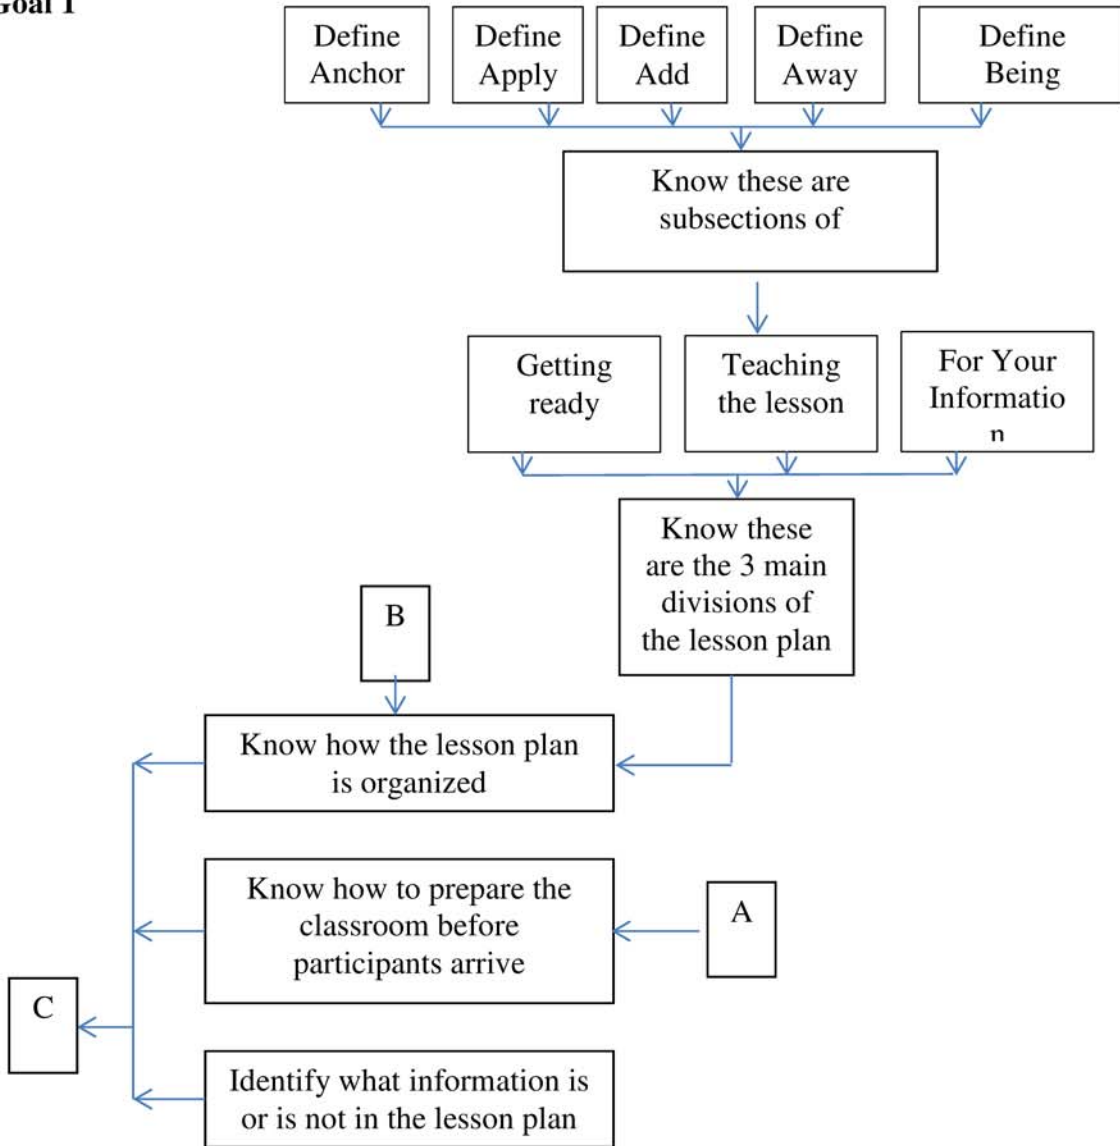 Goal 1
Define
Anchor
Define
Apply
Define
Add
Define
Away
Define
Being
Know these are
subsections of
Getting
ready
Teaching
the lesson
For Your
Informatio
n
Know these
are the 3 main
divisions of
the lesson plan
B
Know how the lesson plan
is organized
Know how to prepare the
classroom before
participants arrive
A
C
Identify what information is
or is not in the lesson plan